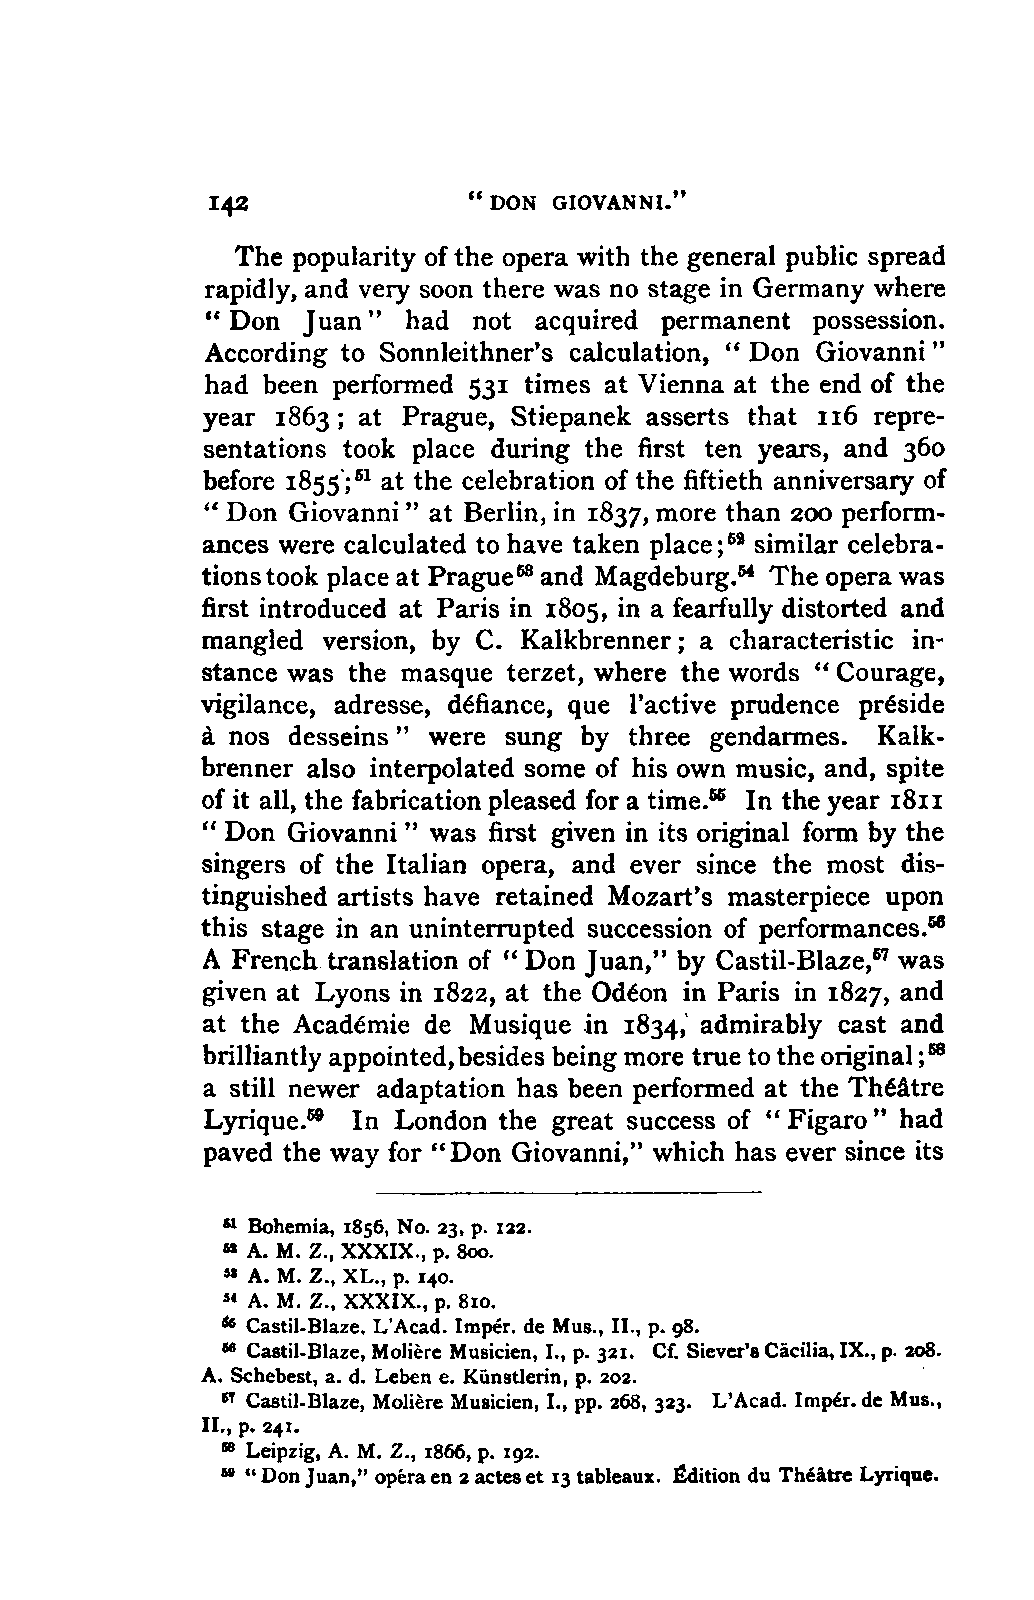 142 " DON GIOVANNI."
The popularity of the opera with the general public spread
rapidly, and very soon there was no stage in Germany where
" Don Juan " had not acquired permanent possession.
According to Sonnleithner's calculation, " Don Giovanni "
had been performed 531 times at Vienna at the end of the
year 1863 ; at Prague, Stiepanek asserts that 116 repre-
sentations took place during the first ten years, and 360
before 1855;⁵¹ at the celebration of the fiftieth anniversary of
" Don Giovanni " at Berlin, in 1837, more than 200 perform-
ances were calculated to have taken place;⁵² similar celebra-
tions took place at Prague⁵³ and Magdeburg.⁵⁴ The opera was
first introduced at Paris in 1805, in a fearfully distorted and
mangled version, by C. Kalkbrenner ; a characteristic in-
stance was the masque terzet, where the words " Courage,
vigilance, adresse, défiance, que l'active prudence préside
à nos desseins " were sung by three gendarmes. Kalk-
brenner also interpolated some of his own music, and, spite
of it all, the fabrication pleased for a time.⁵⁵ In the year 1811
" Don Giovanni " was first given in its original form by the
singers of the Italian opera, and ever since the most dis-
tinguished artists have retained Mozart's masterpiece upon
this stage in an uninterrupted succession of performances.⁵⁶
A French translation of " Don Juan," by Castil-Blaze,⁵⁷ was
given at Lyons in 1822, at the Odéon in Paris in 1827, and
at the Académie de Musique in 1834, admirably cast and
brilliantly appointed, besides being more true to the original ;⁵⁸
a still newer adaptation has been performed at the Théâtre
Lyrique.⁵⁹ In London the great success of " Figaro " had
paved the way for "Don Giovanni," which has ever since its
⁵¹ Bohemia, 1856, No. 23, p. 122.
⁵² A. M. Z., XXXIX., p. 800.
⁵³ A. M. Z., XL., p. 140.
⁵⁴ A. M. Z., XXXIX., p. 810.
⁵⁵ Castil-Blaze, L'Acad. Impér. de Mus., II., p. 98.
⁵⁶ Castil-Blaze, Molière Musicien, I., p. 321. Cf. Siever's Cäcilia, IX., p. 208.
A. Schebest, a. d. Leben e. Künstlerin, p. 202.
⁵⁷ Castil-Blaze, Molière Musicien, I., pp. 268, 323. L'Acad. Impér. de Mus.,
II., p. 241.
⁵⁸ Leipzig, A. M. Z., 1866, p. 192.
⁵⁹ " Don Juan," opéra en 2 actes et 13 tableaux. Édition du Théâtre Lyrique.